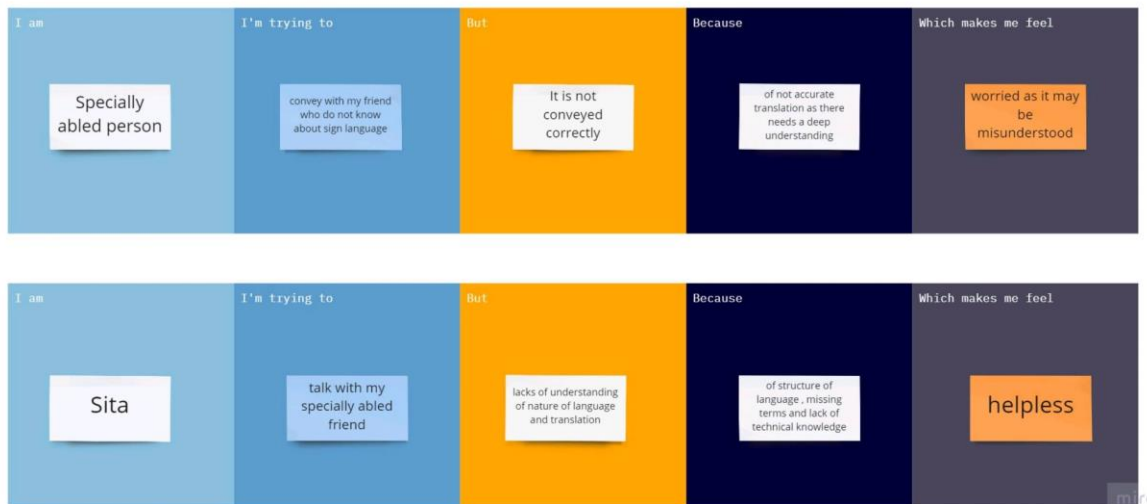 I am
I'm trying to
But
Because
Which makes me feel
Specially
abled person
convey with my friend
who do not know
about sign language
It is not
conveyed
correctly
of not accurate
translation as there
needs a deep
understanding
worried as it may
be
misunderstood
I am
I'm trying to
But
Because
Which makes me feel
Sita
talk with my
specially abled
friend
lacks of understanding
of nature of language
and translation
of structure of
language , missing
terms and lack of
technical knowledge
helpless